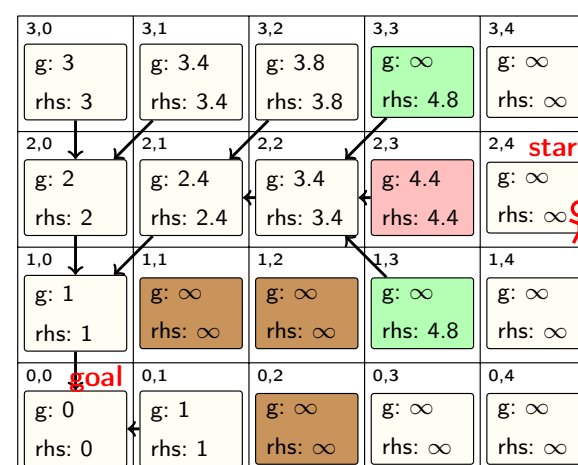 3,0 3,1 3,2 3,3 3,4
g: 3 g: 3.4 g: 3.8 g: ∞ g: ∞
rhs: 3 rhs: 3.4 rhs: 3.8 rhs: 4.8 rhs: ∞
2,0 2,1 2,2 2,3 2,4 star
g: 2 g: 2.4 g: 3.4 g: 4.4 g: ∞
rhs: 2 rhs: 2.4 rhs: 3.4 rhs: 4.4 rhs: ∞
1,0 1,1 1,2 1,3 1,4
g: 1 g: ∞ g: ∞ g: ∞ g: ∞
rhs: 1 rhs: ∞ rhs: ∞ rhs: 4.8 rhs: ∞
0,0 goal 0,1 0,2 0,3 0,4
g: 0 g: 1 g: ∞ g: ∞ g: ∞
rhs: 0 rhs: 1 rhs: ∞ rhs: ∞ rhs: ∞